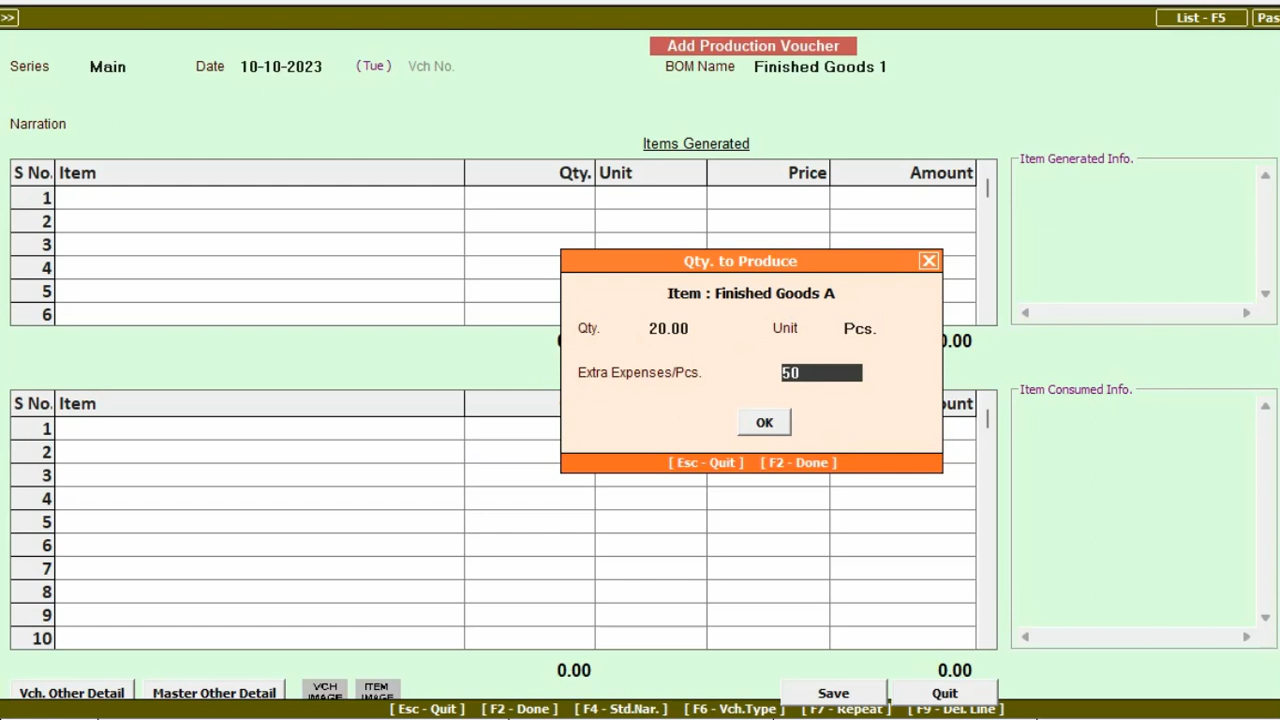 >>
List - F5
Pas
Add Production Voucher
Series Main Date 10-10-2023 ( Tue ) Vch No. BOM Name Finished Goods 1
Narration
Items Generated
S No. Item Qty. Unit Price Amount
1
2
3
4
5
6
Item Generated Info.
Qty. to Produce
Item : Finished Goods A
Qty. 20.00 Unit Pcs.
Extra Expenses/Pcs. 50
OK
[ Esc - Quit ] [ F2 - Done ]
0.00
S No. Item
1
2
3
4
5
6
7
8
9
10
Item Consumed Info.
0.00 0.00
Vch. Other Detail Master Other Detail VCH IMAGE ITEM IMAGE Save Quit
[ Esc - Quit ] [ F2 - Done ] [ F4 - Std.Nar. ] [ F6 - Vch.Type ] [ F7 - Repeat ] [ F9 - Del. Line ]